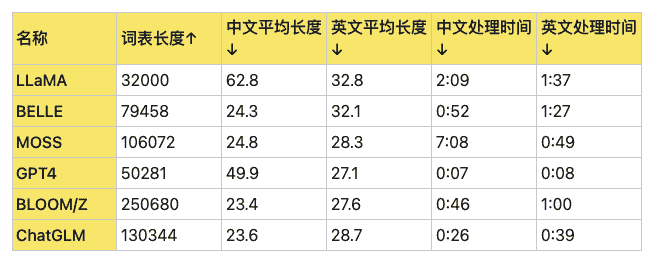 名称 词表长度↑ 中文平均长度↓ 英文平均长度↓ 中文处理时间↓ 英文处理时间↓
LLaMA 32000 62.8 32.8 2:09 1:37
BELLE 79458 24.3 32.1 0:52 1:27
MOSS 106072 24.8 28.3 7:08 0:49
GPT4 50281 49.9 27.1 0:07 0:08
BLOOM/Z 250680 23.4 27.6 0:46 1:00
ChatGLM 130344 23.6 28.7 0:26 0:39